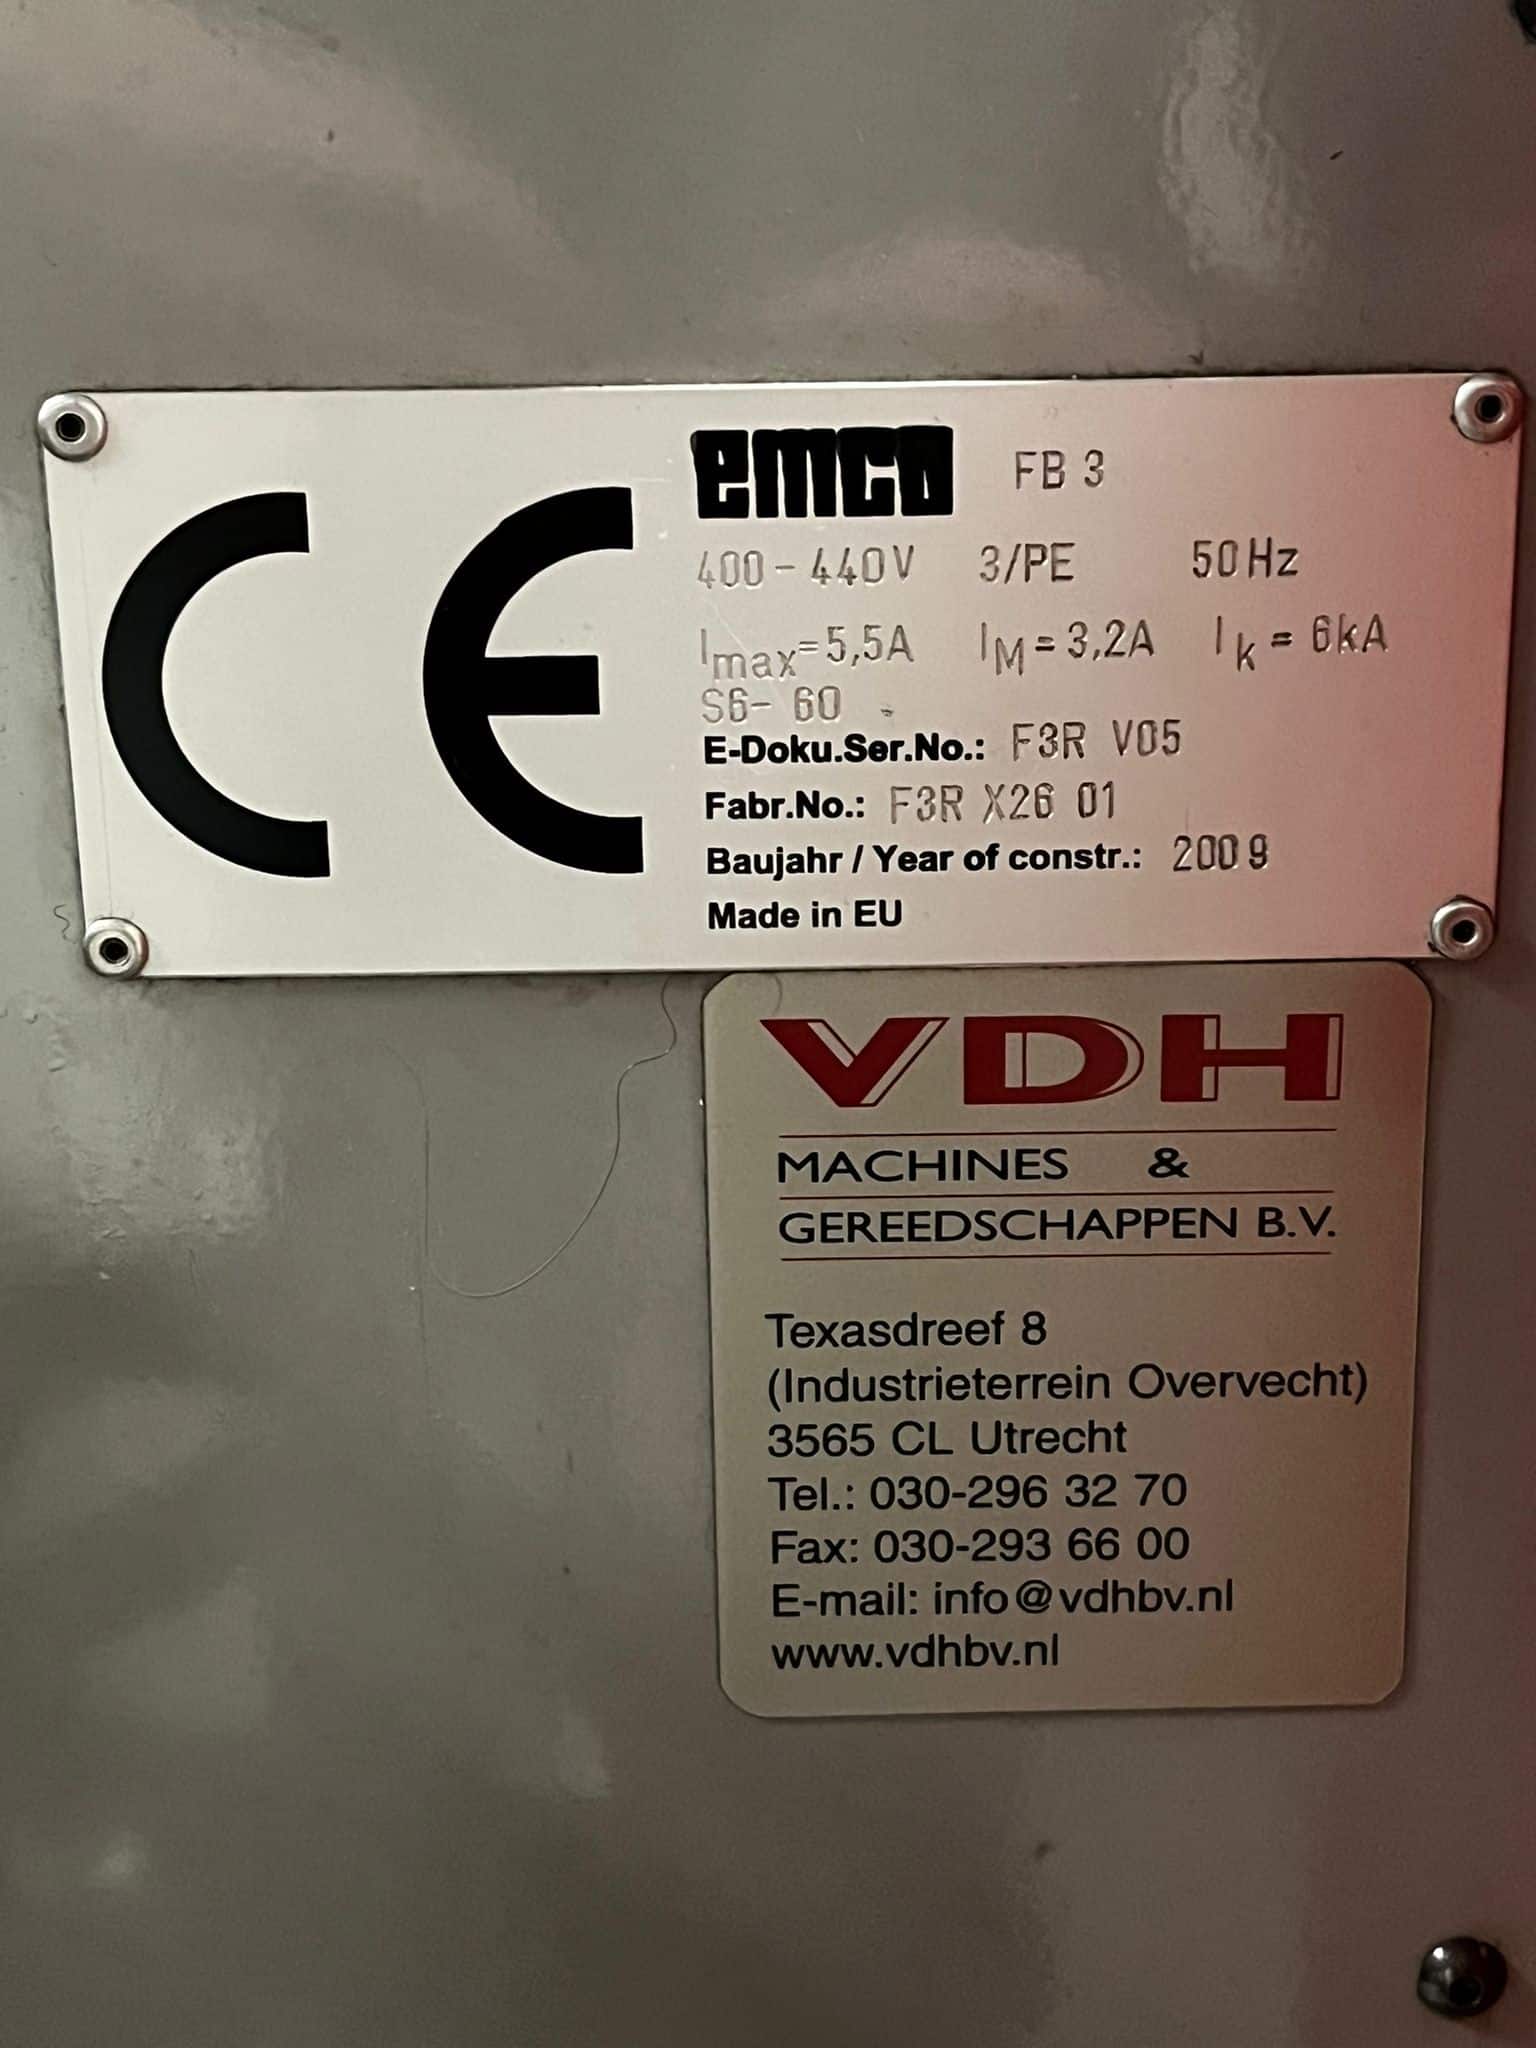 CE
emco FB 3
400-440V 3/PE 50Hz
Imax=5,5A IM=3,2A Ik=6kA
S6- 60
E-Doku.Ser.No.: F3R V05
Fabr.No.: F3R X26 01
Baujahr / Year of constr.: 2009
Made in EU
VDH
MACHINES &
GEREEDSCHAPPEN B.V.
Texasdreef 8
(Industrieterrein Overvecht)
3565 CL Utrecht
Tel.: 030-296 32 70
Fax: 030-293 66 00
E-mail: info@vdhbv.nl
www.vdhbv.nl